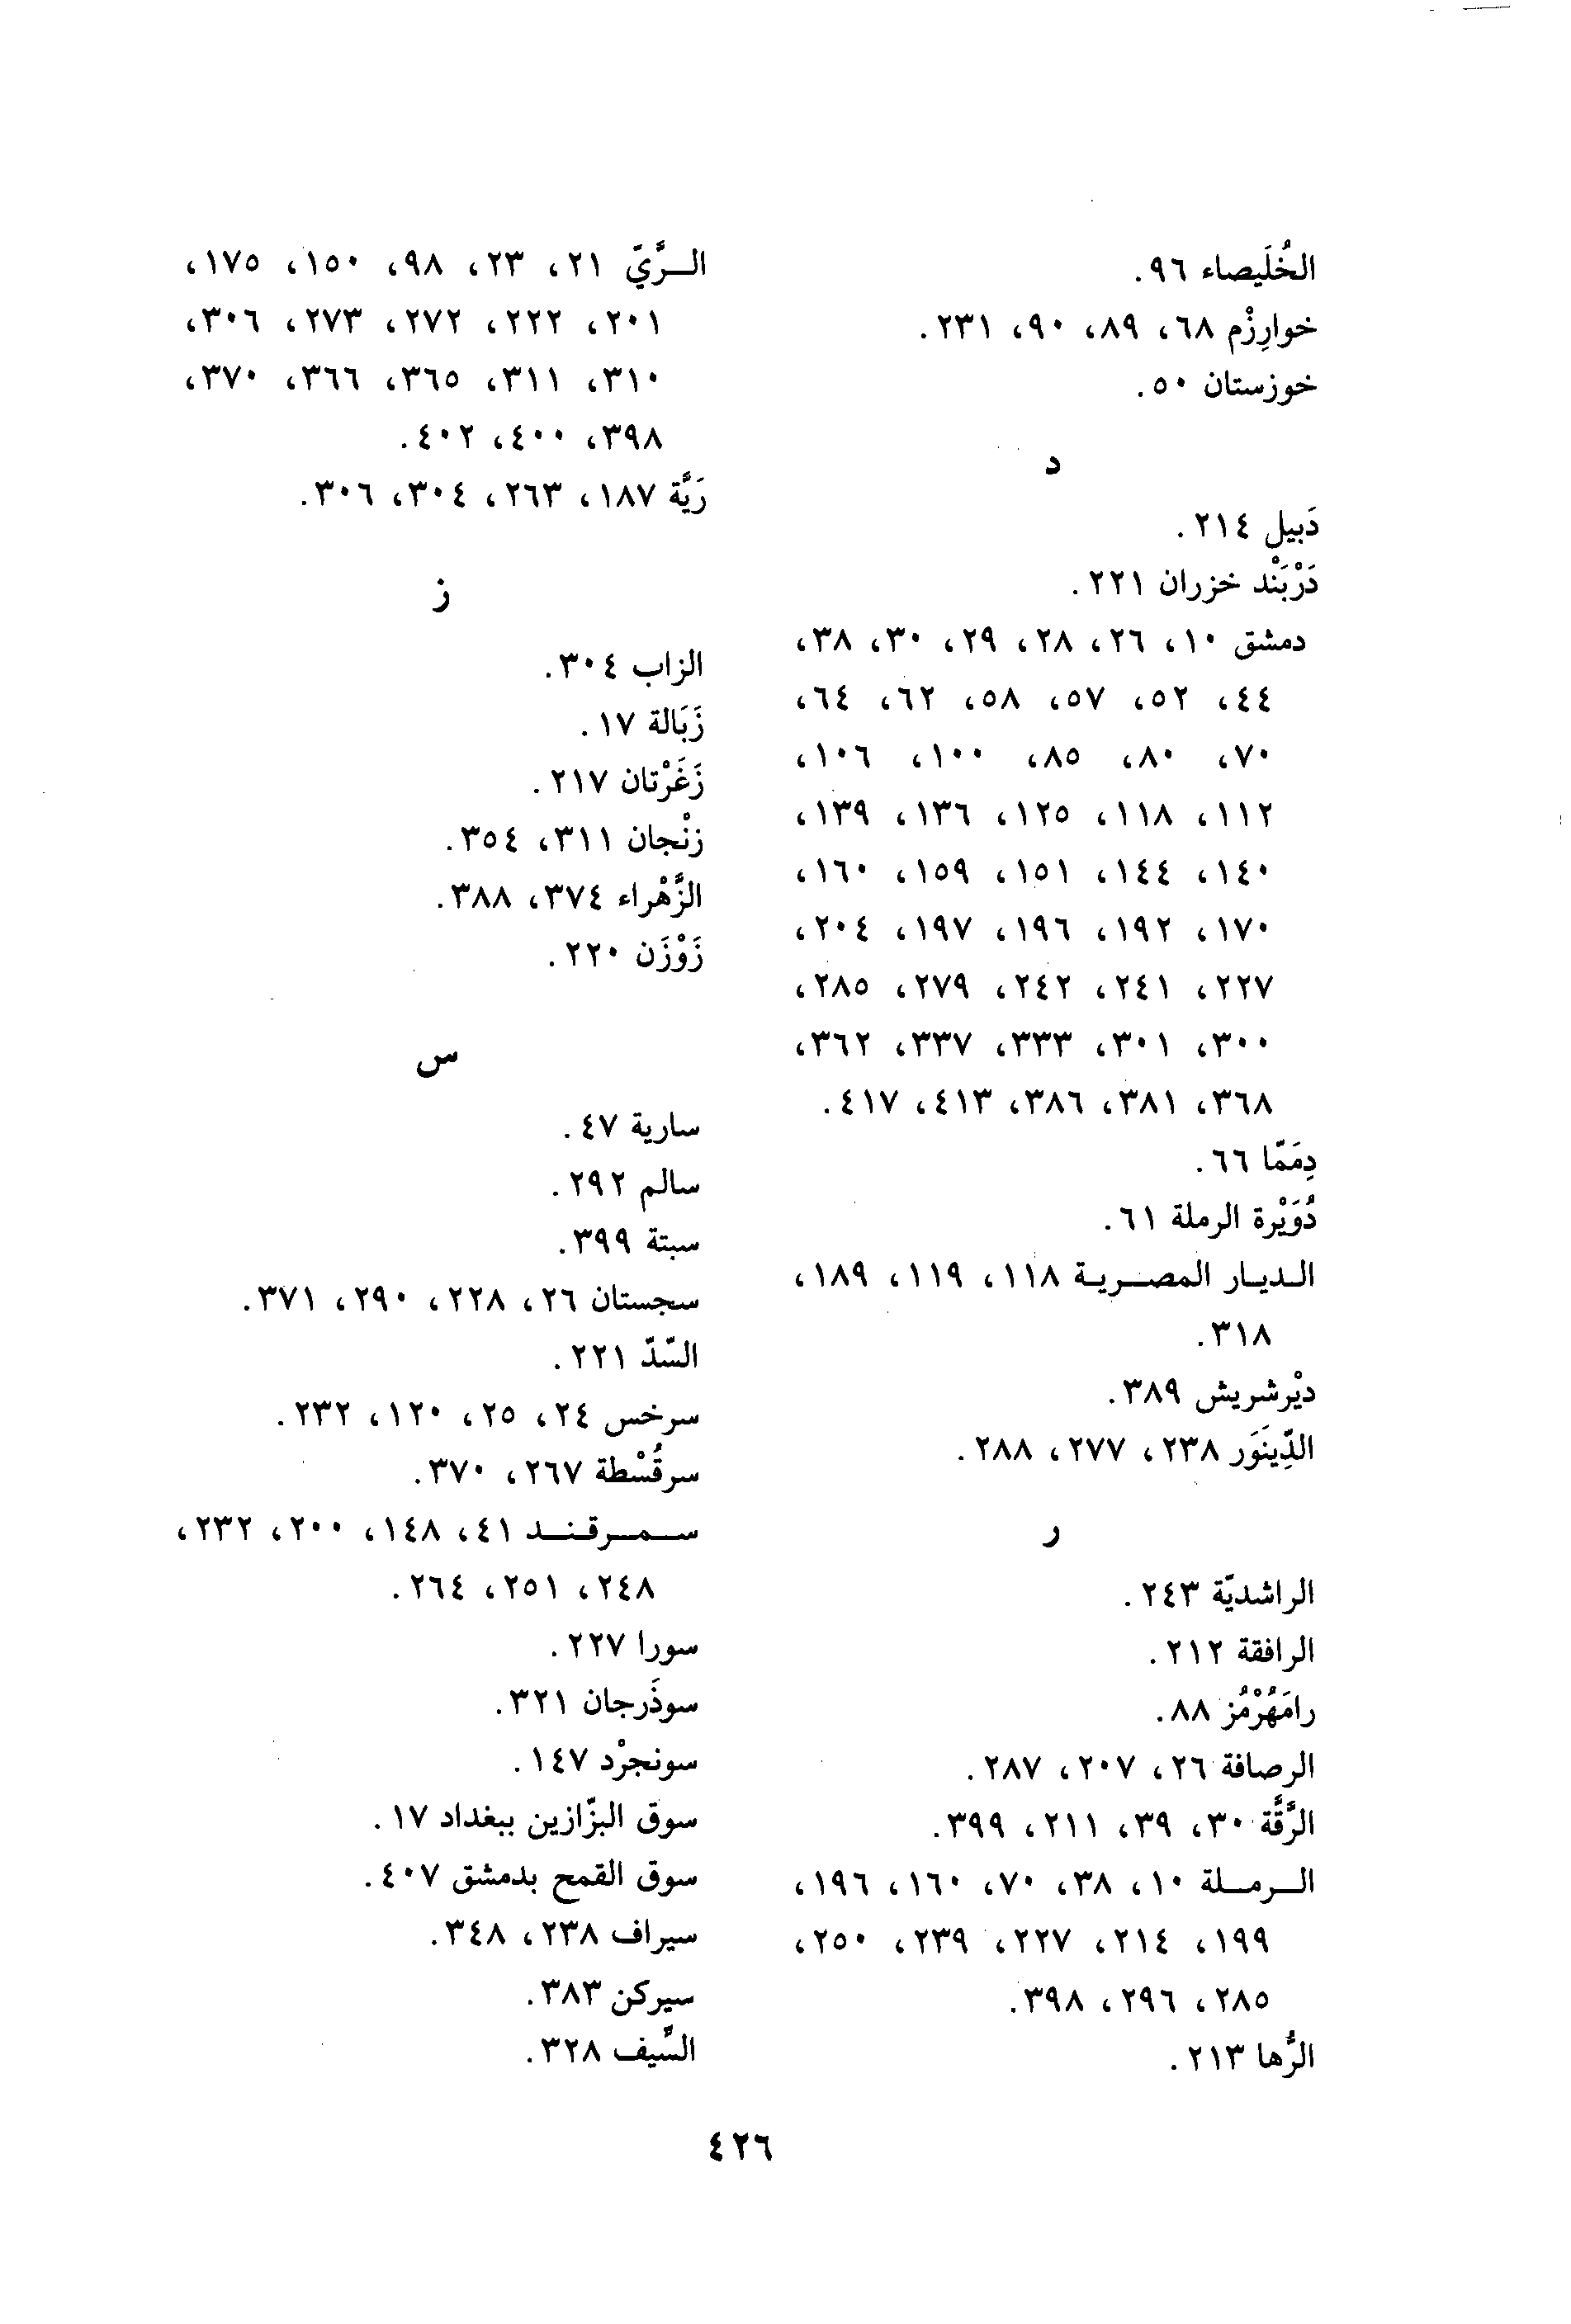 الخُلَيصاء ٩٦.
خوارِزْم ٦٨، ٨٩، ٩٠، ٢٣١.
خوزستان ٥٠.
د
دَبيل ٢١٤.
دَرْبَنْد خزران ٢٢١.
دمشق ١٠، ٢٦، ٢٨، ٢٩، ٣٠، ٣٨،
٤٤، ٥٢، ٥٧، ٥٨، ٦٢، ٦٤،
٧٠، ٨٠، ٨٥، ١٠٠، ١٠٦،
١١٢، ١١٨، ١٢٥، ١٣٦، ١٣٩،
١٤٠، ١٤٤، ١٥١، ١٥٩، ١٦٠،
١٧٠، ١٩٢، ١٩٦، ١٩٧، ٢٠٤،
٢٢٧، ٢٤١، ٢٤٢، ٢٧٩، ٢٨٥،
٣٠٠، ٣٠١، ٣٣٣، ٣٣٧، ٣٦٢،
٣٦٨، ٣٨١، ٣٨٦، ٤١٣، ٤١٧.
دِمَمّا ٦٦.
دُوَيْرة الرملة ٦١.
الديار المصرية ١١٨، ١١٩، ١٨٩،
٣١٨.
ديْرشريش ٣٨٩.
الدِّينَوَر ٢٣٨، ٢٧٧، ٢٨٨.
ر
الراشديّة ٢٤٣.
الرافقة ٢١٢.
رامَهُرْمُز ٨٨.
الرصافة ٢٦، ٢٠٧، ٢٨٧.
الرَّقَّة ٣٠، ٣٩، ٢١١، ٣٩٩.
الرملة ١٠، ٣٨، ٧٠، ١٦٠، ١٩٦،
١٩٩، ٢١٤، ٢٢٧، ٢٣٩، ٢٥٠،
٢٨٥، ٢٩٦، ٣٩٨.
الرُّها ٢١٣.
الرَّيّ ٢١، ٢٣، ٩٨، ١٥٠، ١٧٥،
٢٠١، ٢٢٢، ٢٧٢، ٢٧٣، ٣٠٦،
٣١٠، ٣١١، ٣٦٥، ٣٦٦، ٣٧٠،
٣٩٨، ٤٠٠، ٤٠٢.
رَيَّة ١٨٧، ٢٦٣، ٣٠٤، ٣٠٦.
ز
الزاب ٣٠٤.
زَبَالة ١٧.
زَغَرْتان ٢١٧.
زنْجان ٣١١، ٣٥٤.
الزَّهْراء ٣٧٤، ٣٨٨.
زَوْزَن ٢٢٠.
س
سارية ٤٧.
سالم ٢٩٢.
سبتة ٣٩٩.
سجستان ٢٦، ٢٢٨، ٢٩٠، ٣٧١.
السّدّ ٢٢١.
سرخس ٢٤، ٢٥، ١٢٠، ٢٣٢.
سرقُسْطة ٢٦٧، ٣٧٠.
سمرقند ٤١، ١٤٨، ٢٠٠، ٢٣٢،
٢٤٨، ٢٥١، ٢٦٤.
سورا ٢٢٧.
سوذَرجان ٣٢١.
سونجرْد ١٤٧.
سوق البزّازين ببغداد ١٧.
سوق القمح بدمشق ٤٠٧.
سيراف ٢٣٨، ٣٤٨.
سيركن ٣٨٣.
السِّيف ٣٢٨.
٤٢٦